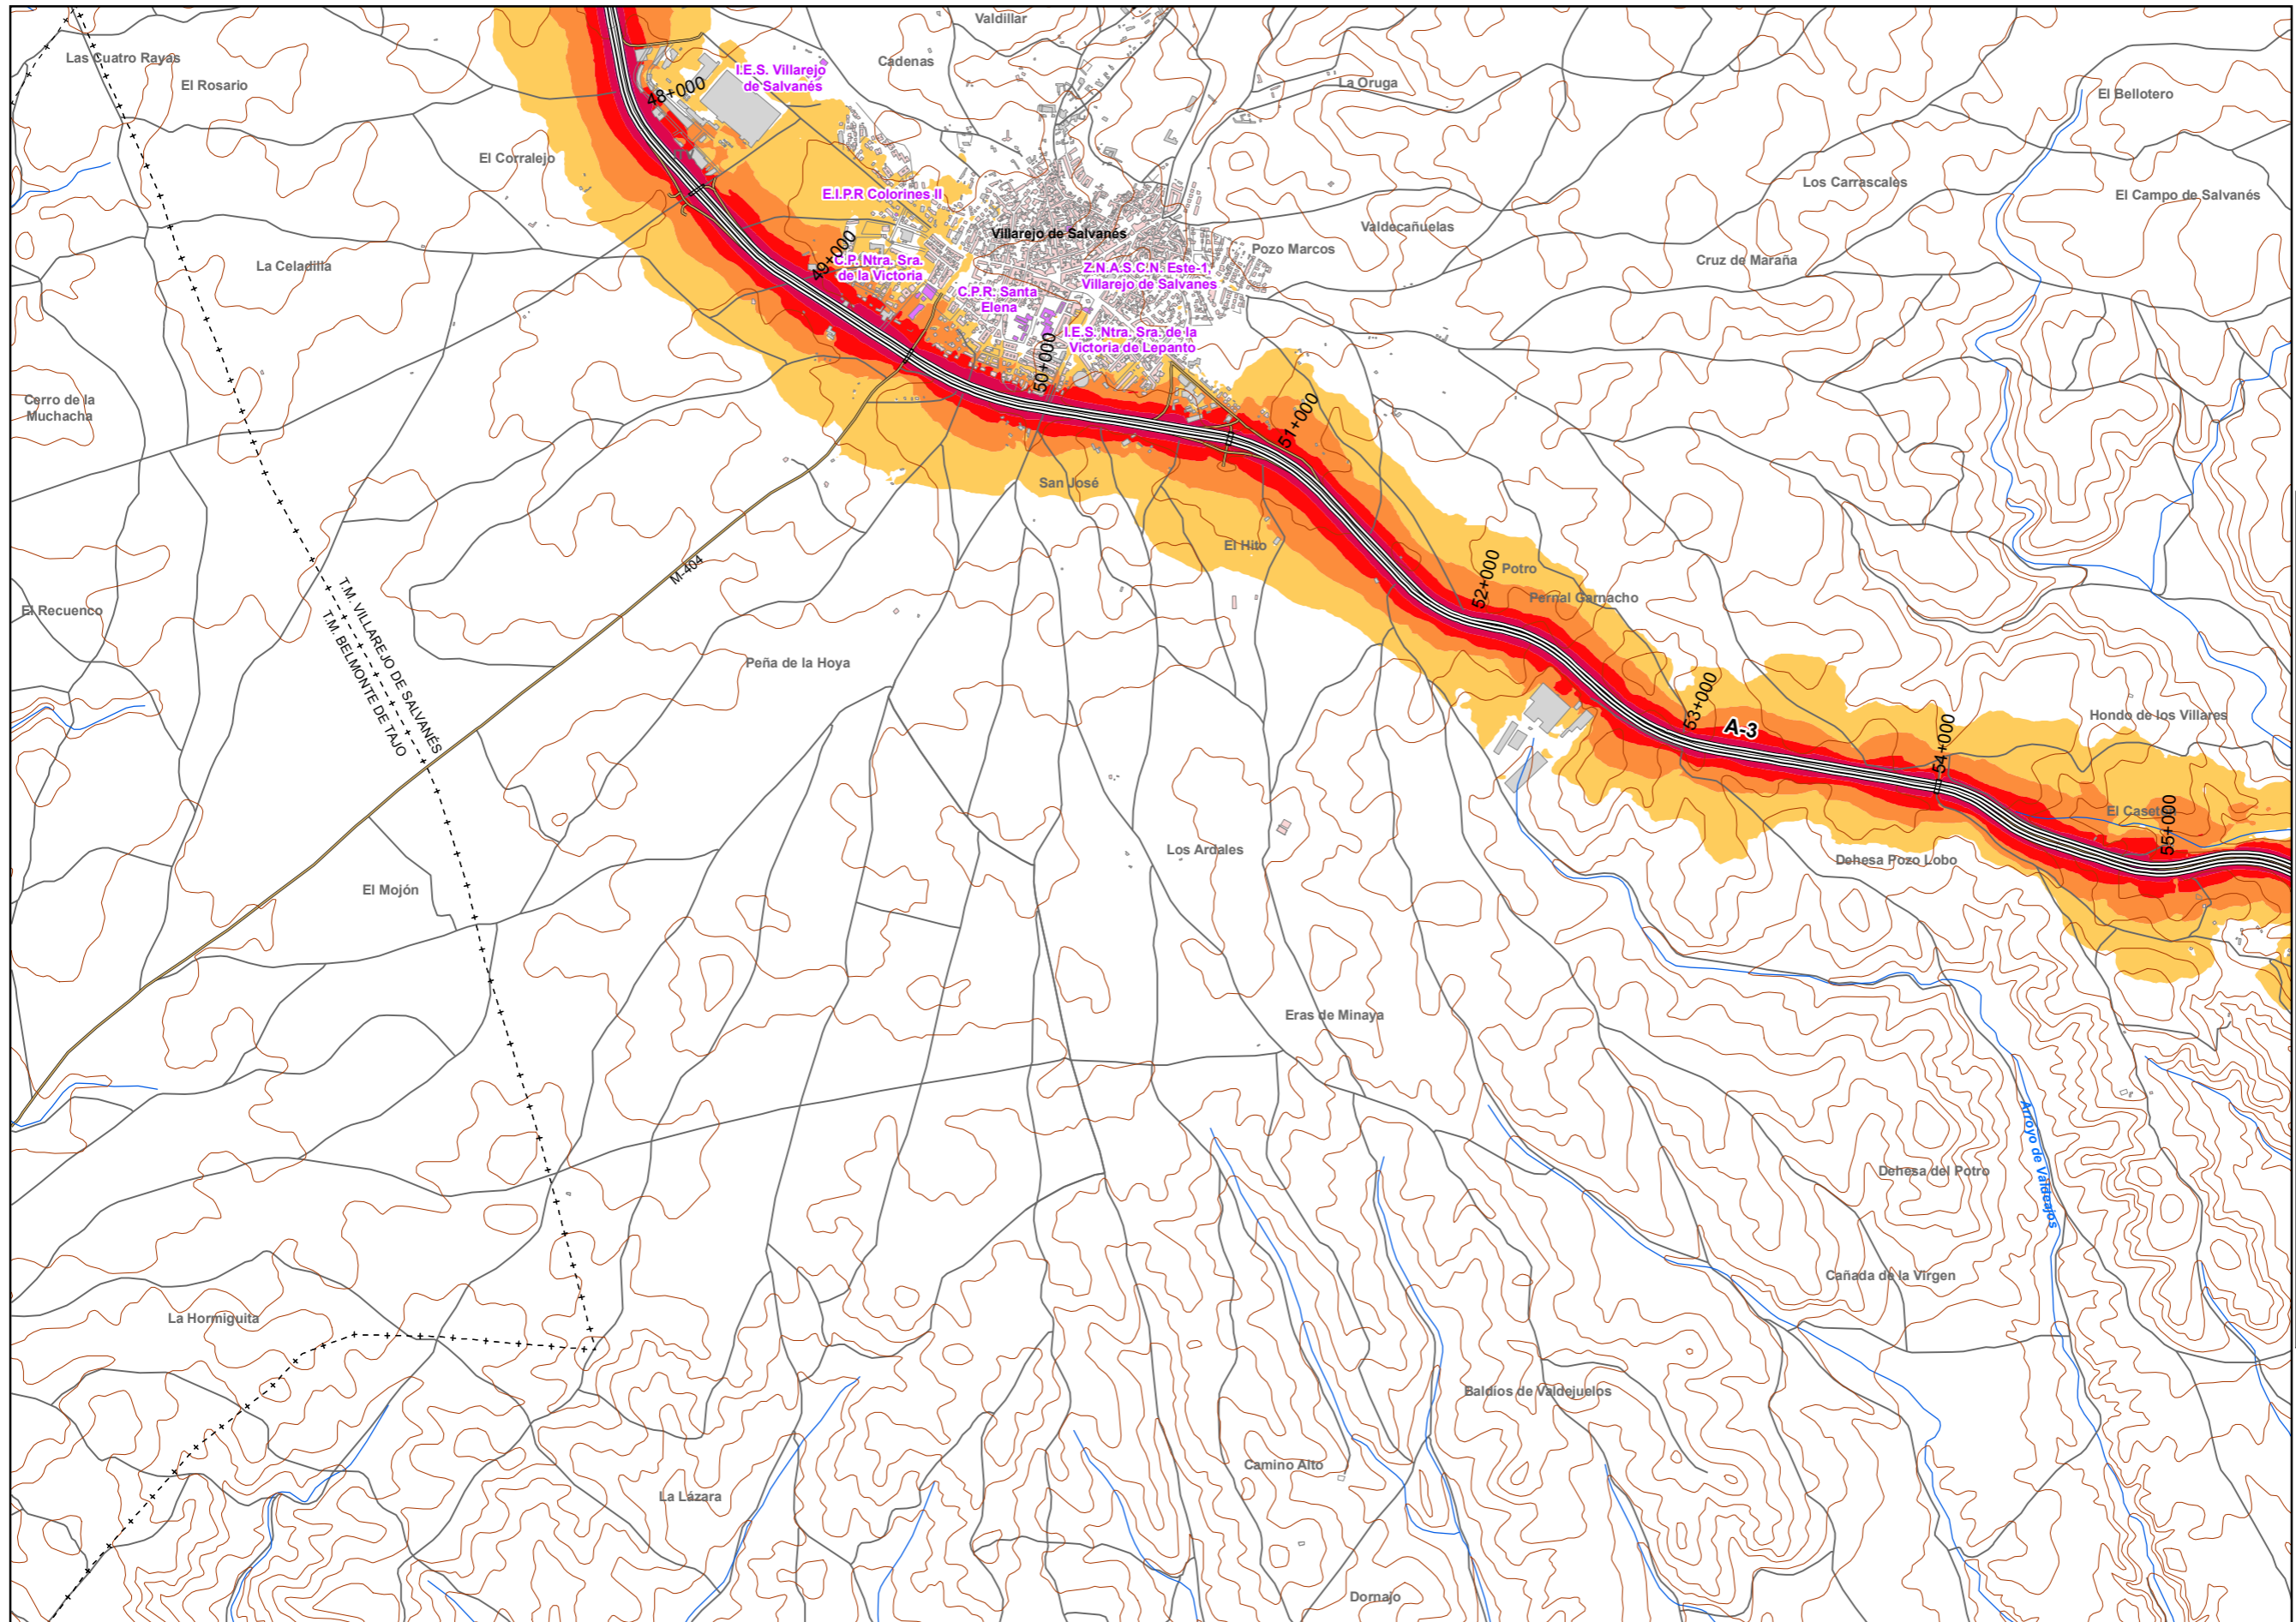 Valdillar
Las Cuatro Rayas
El Rosario
48+000
I.E.S. Villarejo
de Salvanés
Cádenas
La Oruga
El Bellotero
El Corralejo
E.I.P.R Colorines II
Los Carrascales
El Campo de Salvanés
Villarejo de Salvanés
Valdecañuelas
Pozo Marcos
Cruz de Maraña
La Celadilla
49+000
C.P. Ntra. Sra.
de la Victoria
Z.N.A.S.C.N. Este-1,
Villarejo de Salvanes
C.P.R. Santa
Elena
I.E.S. Ntra. Sra. de la
Victoria de Lepanto
50+000
Cerro de la
Muchacha
51+000
San José
El Hito
M-404
52+000
Potro
Pernal Garnacho
El Recuenco
T.M. VILLAREJO DE SALVANÉS
T.M. BELMONTE DE TAJO
Peña de la Hoya
53+000
A-3
54+000
Hondo de los Villares
55+000
Los Ardales
Dehesa Pozo Lobo
El Mojón
Eras de Minaya
Arroyo de Valdeajos
Dehesa del Potro
Cañada de la Virgen
La Hormiguita
Baldíos de Valdejuelos
Camino Alto
La Lázara
Dornajo